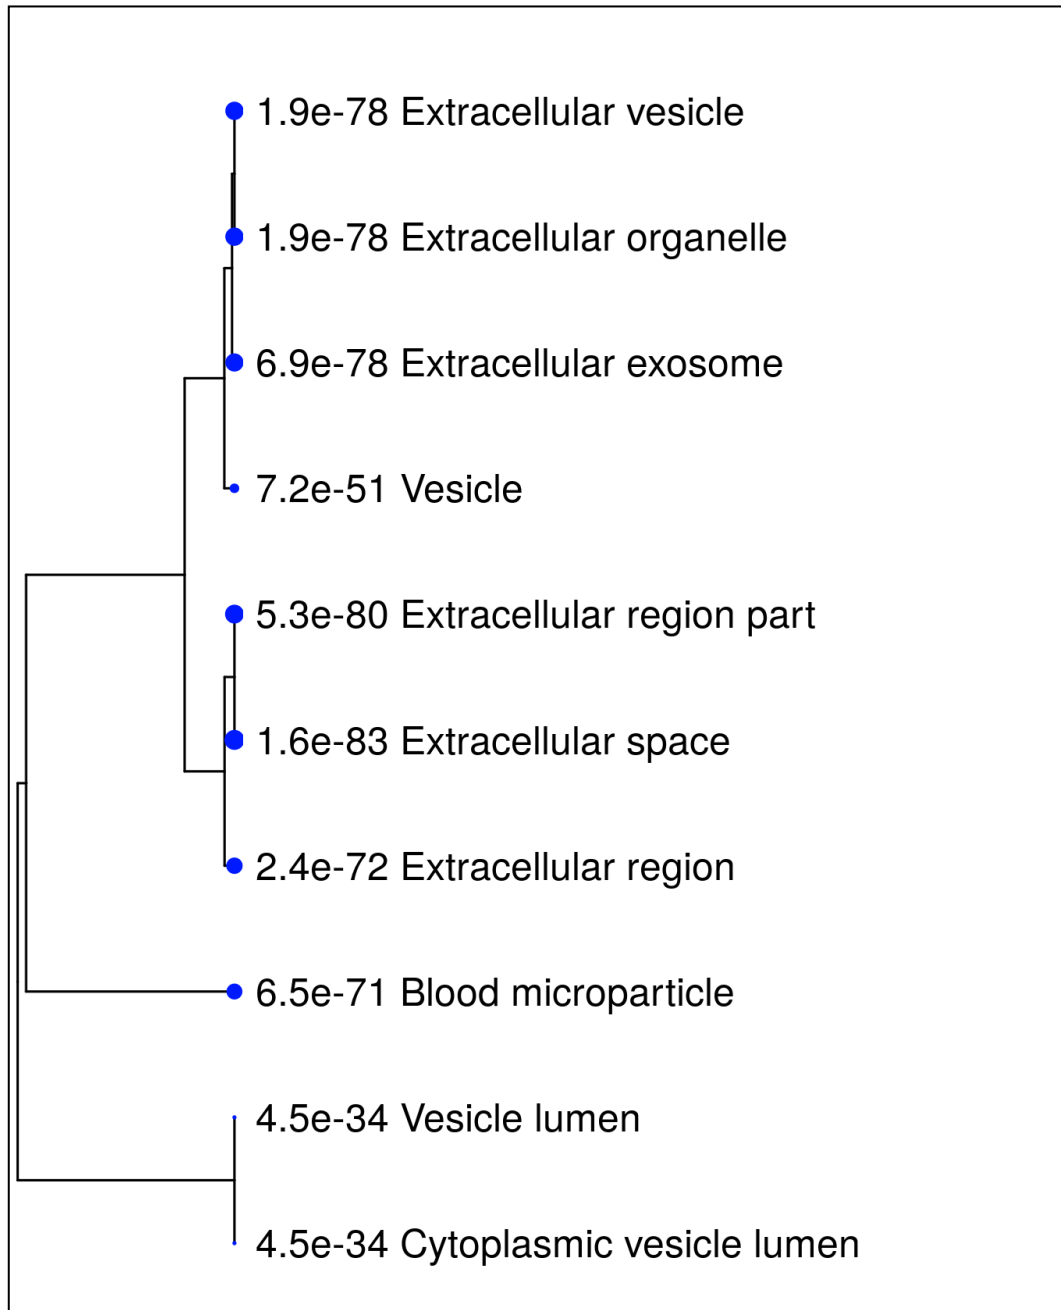 1.9e-78 Extracellular vesicle
1.9e-78 Extracellular organelle
6.9e-78 Extracellular exosome
7.2e-51 Vesicle
5.3e-80 Extracellular region part
1.6e-83 Extracellular space
2.4e-72 Extracellular region
6.5e-71 Blood microparticle
4.5e-34 Vesicle lumen
4.5e-34 Cytoplasmic vesicle lumen